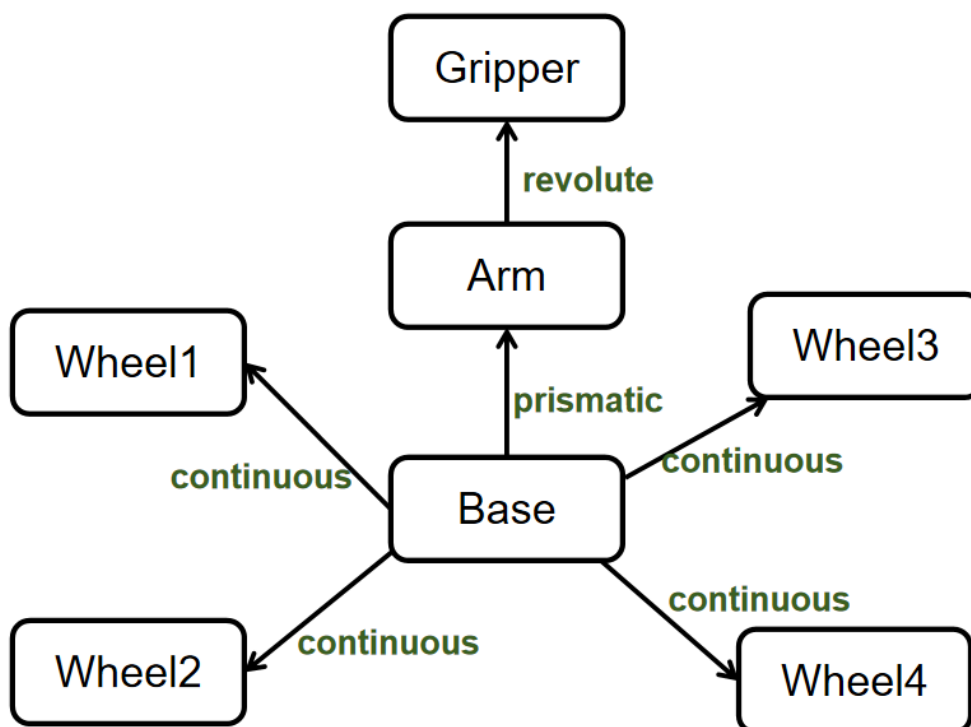 Gripper
revolute
Arm
Wheel1
Wheel3
prismatic
continuous
continuous
Base
continuous
continuous
Wheel2
Wheel4